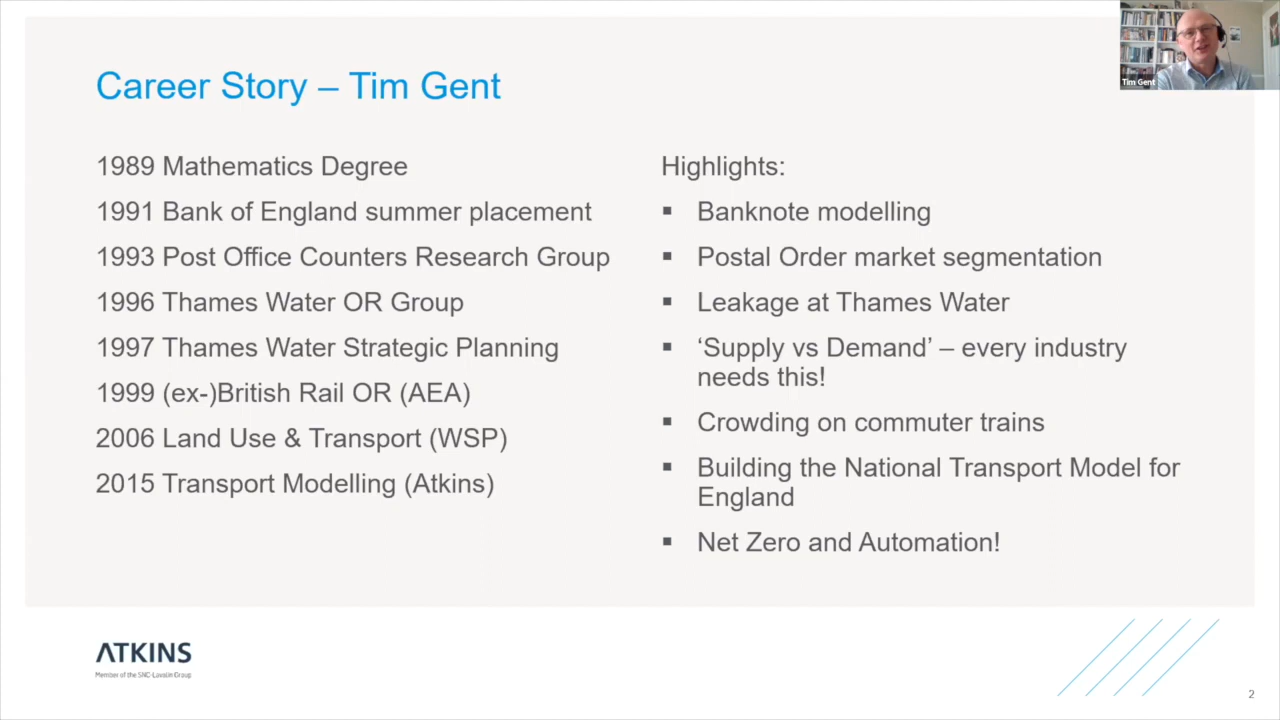 Career Story – Tim Gent
1989 Mathematics Degree
1991 Bank of England summer placement
1993 Post Office Counters Research Group
1996 Thames Water OR Group
1997 Thames Water Strategic Planning
1999 (ex-)British Rail OR (AEA)
2006 Land Use & Transport (WSP)
2015 Transport Modelling (Atkins)
Highlights:
▪ Banknote modelling
▪ Postal Order market segmentation
▪ Leakage at Thames Water
▪ ‘Supply vs Demand’ – every industry
needs this!
▪ Crowding on commuter trains
▪ Building the National Transport Model for
England
▪ Net Zero and Automation!
Tim Gent
ATKINS
Member of the SNC-Lavalin Group
2